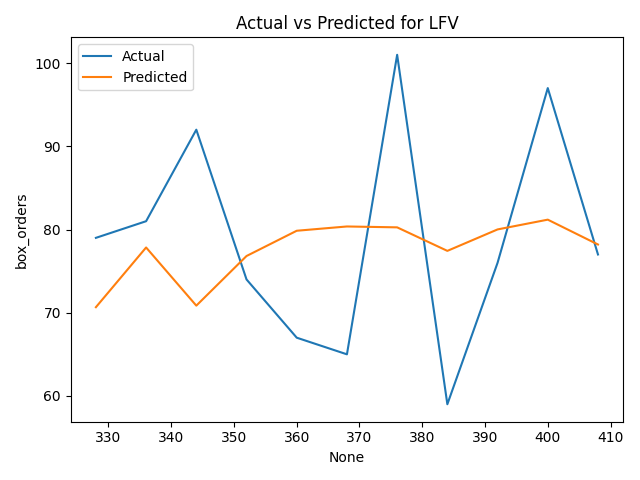 Actual vs Predicted for LFV
Actual
Predicted
100
90
80
70
60
box_orders
330 340 350 360 370 380 390 400 410
None